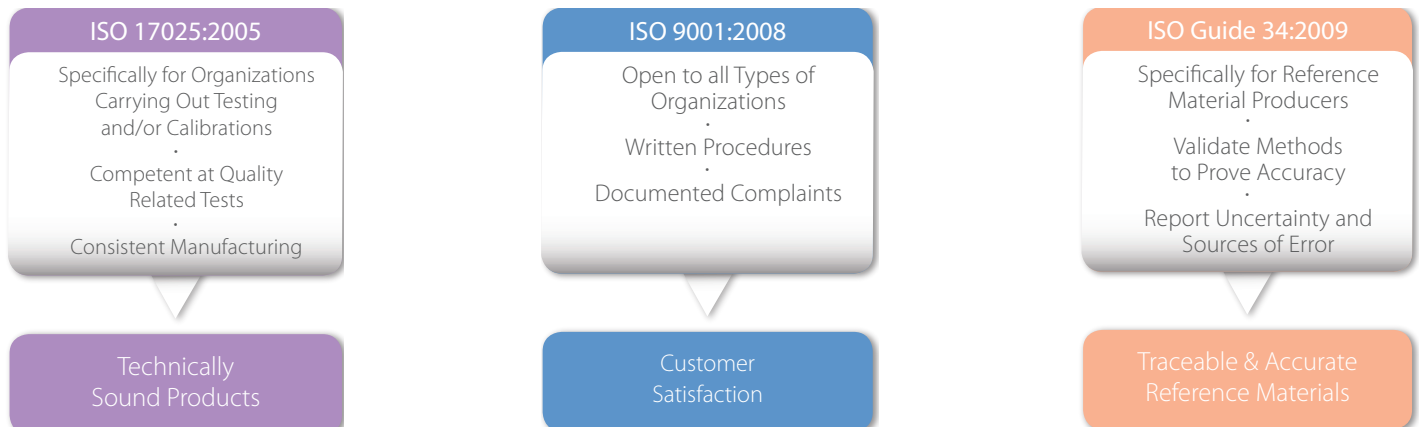 ISO 17025:2005
Specifically for Organizations
Carrying Out Testing
and/or Calibrations
·
Competent at Quality
Related Tests
·
Consistent Manufacturing
Technically
Sound Products
ISO 9001:2008
Open to all Types of
Organizations
·
Written Procedures
·
Documented Complaints
Customer
Satisfaction
ISO Guide 34:2009
Specifically for Reference
Material Producers
·
Validate Methods
to Prove Accuracy
·
Report Uncertainty and
Sources of Error
Traceable & Accurate
Reference Materials